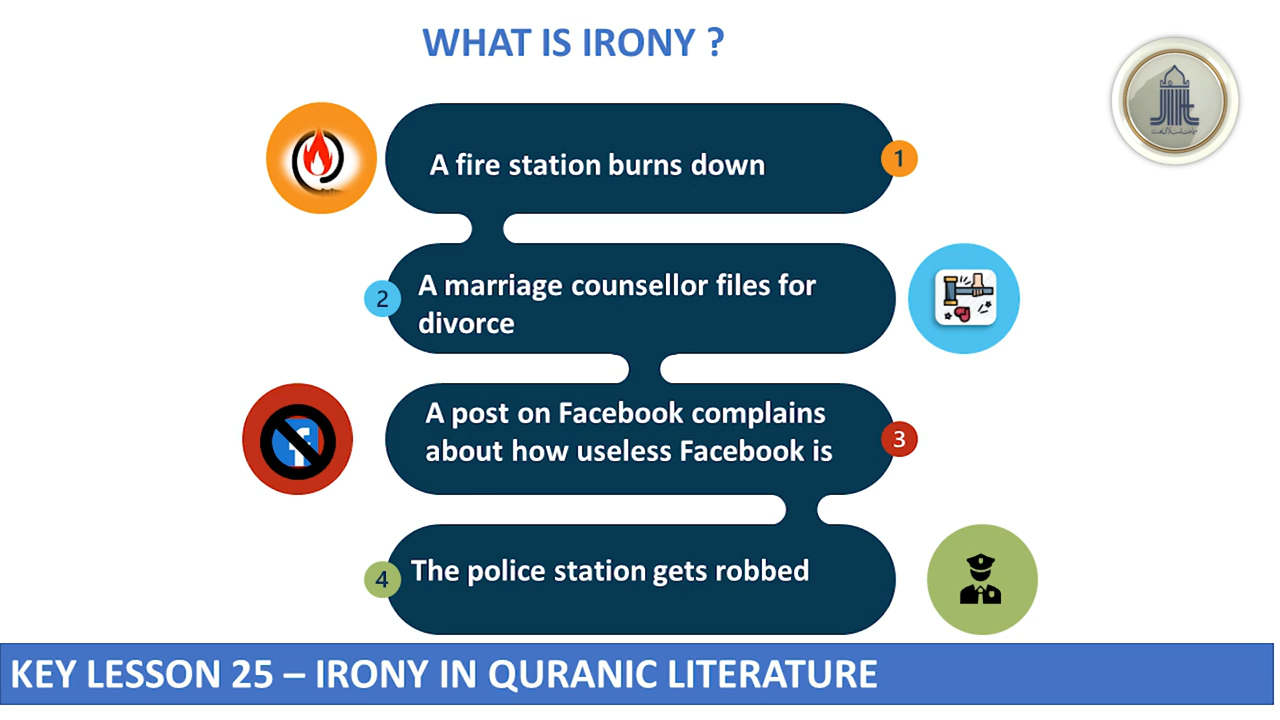 WHAT IS IRONY ?
A fire station burns down
1
2
A marriage counsellor files for
divorce
A post on Facebook complains
about how useless Facebook is
3
4
The police station gets robbed
KEY LESSON 25 – IRONY IN QURANIC LITERATURE